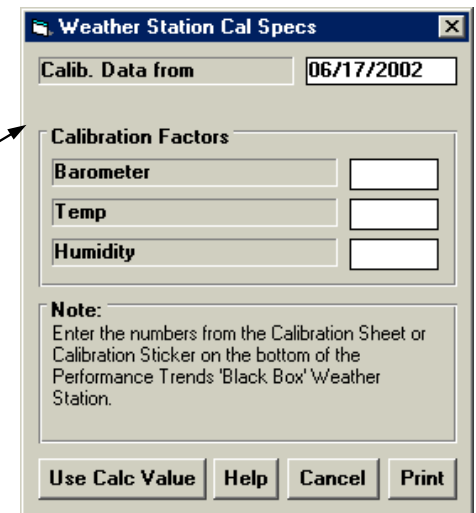 Weather Station Cal Specs
Calib. Data from 06/17/2002
Calibration Factors
Barometer
Temp
Humidity
Note:
Enter the numbers from the Calibration Sheet or
Calibration Sticker on the bottom of the
Performance Trends 'Black Box' Weather
Station.
Use Calc Value Help Cancel Print